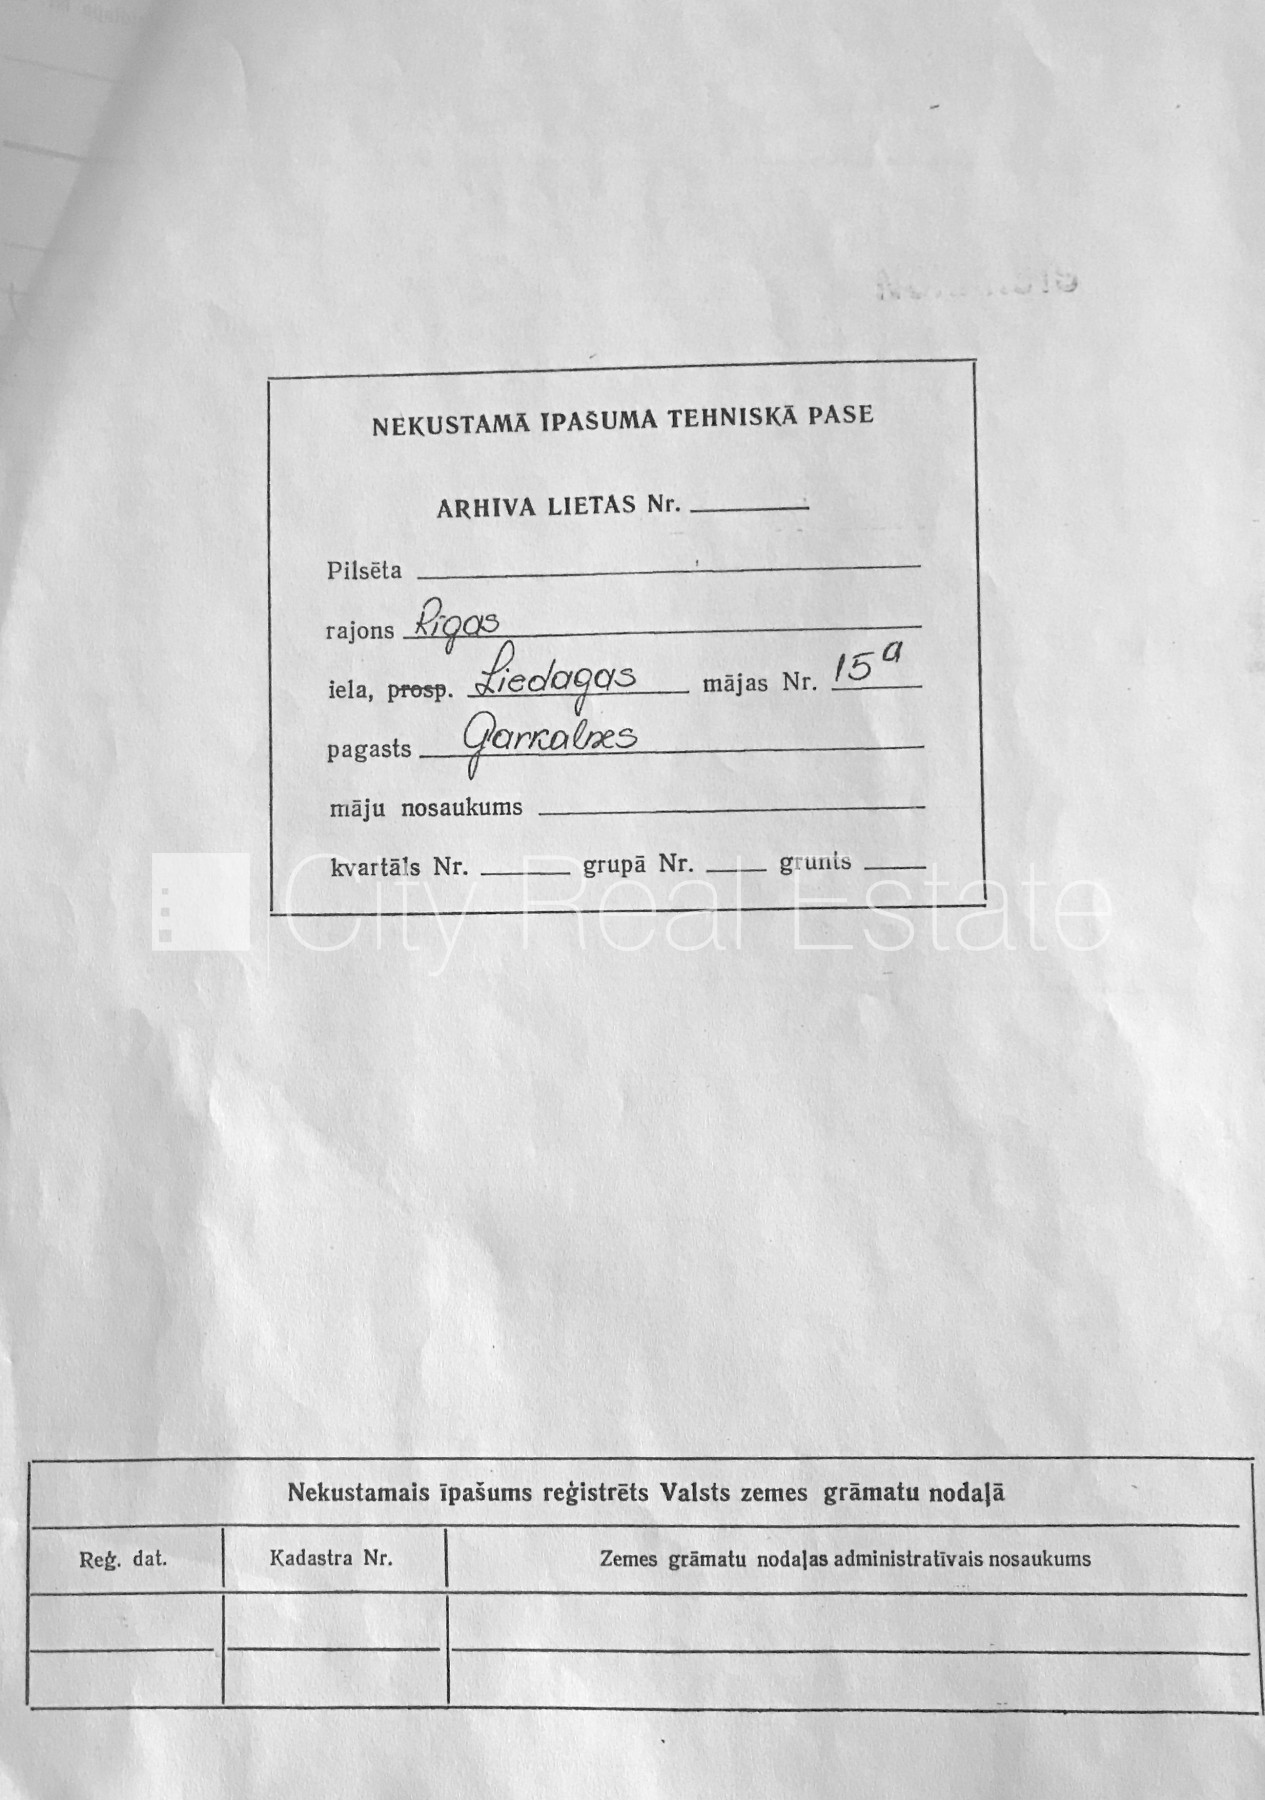 NEKUSTAMĀ ĪPAŠUMA TEHNISKĀ PASE
ARHIVA LIETAS Nr.
Pilsēta
rajons Rīgas
iela, prosp. Liedagas mājas Nr. 15a
pagasts Garkalnes
māju nosaukums
kvartāls Nr. grupā Nr. grunts
City Real Estate
Nekustamais īpašums reģistrēts Valsts zemes grāmatu nodaļā
Reģ. dat. Kadastra Nr. Zemes grāmatu nodaļas administratīvais nosaukums